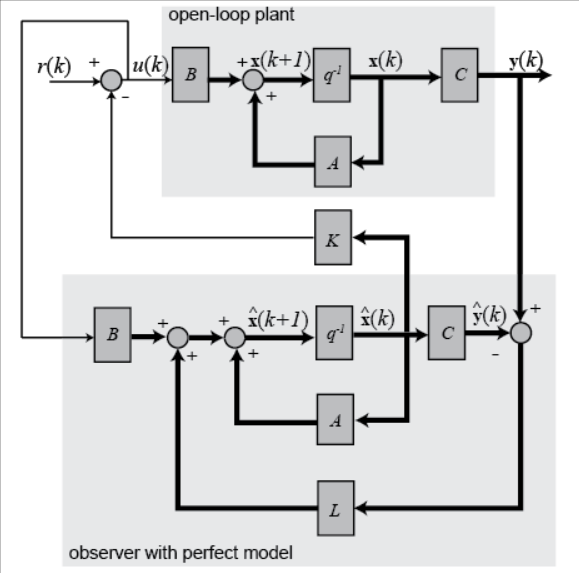 open-loop plant
r(k) + - u(k) B + x(k+1) + q⁻¹ x(k) C y(k)
A
K
B + + + x̂(k+1) + q⁻¹ x̂(k) C ŷ(k) + -
A
L
observer with perfect model